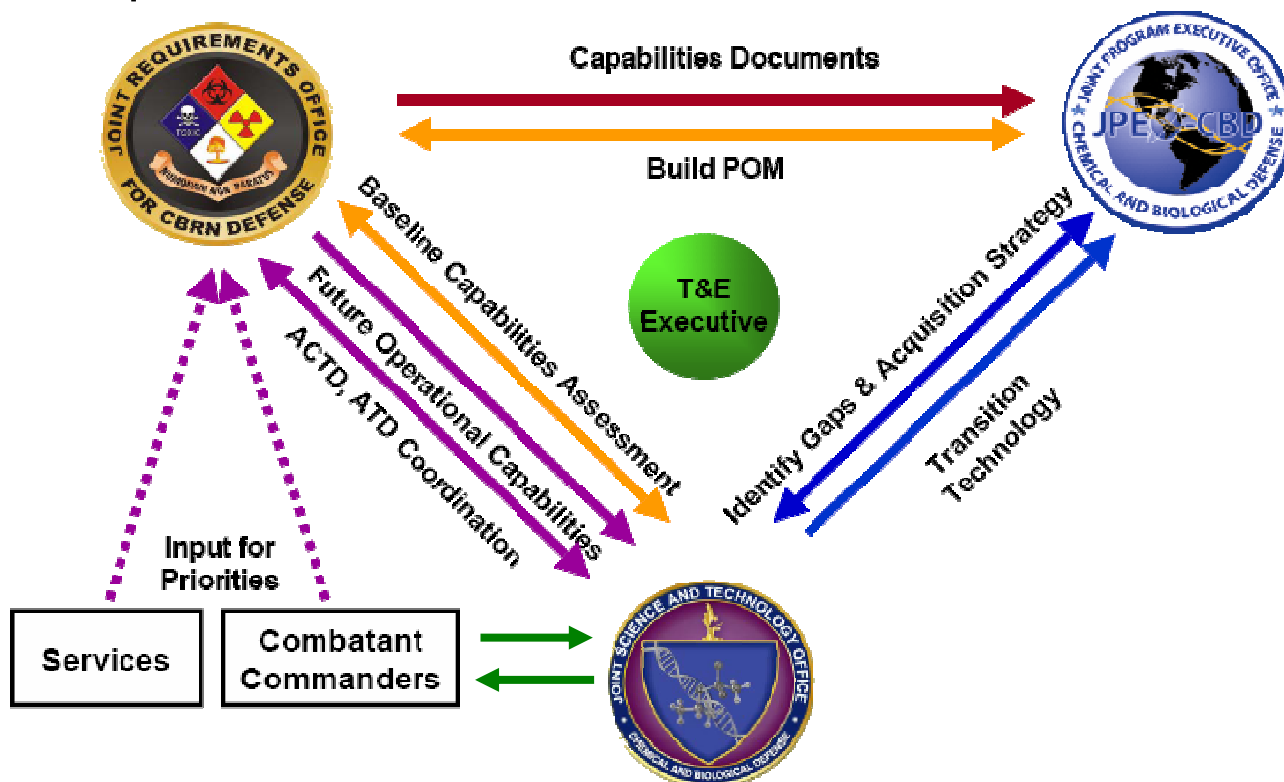 JOINT REQUIREMENTS OFFICE
FOR CBRN DEFENSE
TOXIC
Capabilities Documents
Build POM
JOINT PROGRAM EXECUTIVE OFFICE
JPEO-CBD
CHEMICAL AND BIOLOGICAL DEFENSE
Baseline Capabilities Assessment
Future Operational Capabilities
ACTD, ATD Coordination
T&E
Executive
Identify Gaps & Acquisition Strategy
Transition
Technology
Input for
Priorities
Services
Combatant
Commanders
JOINT SCIENCE AND TECHNOLOGY OFFICE
CHEMICAL AND BIOLOGICAL DEFENSE